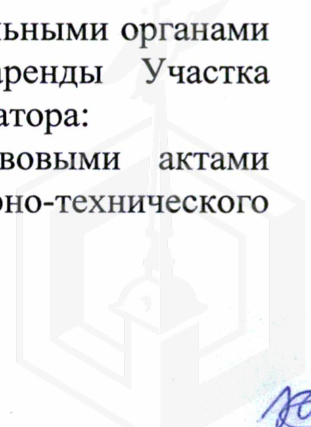 льными органами
аренды Участка
атора:
вовыми актами
рно-технического